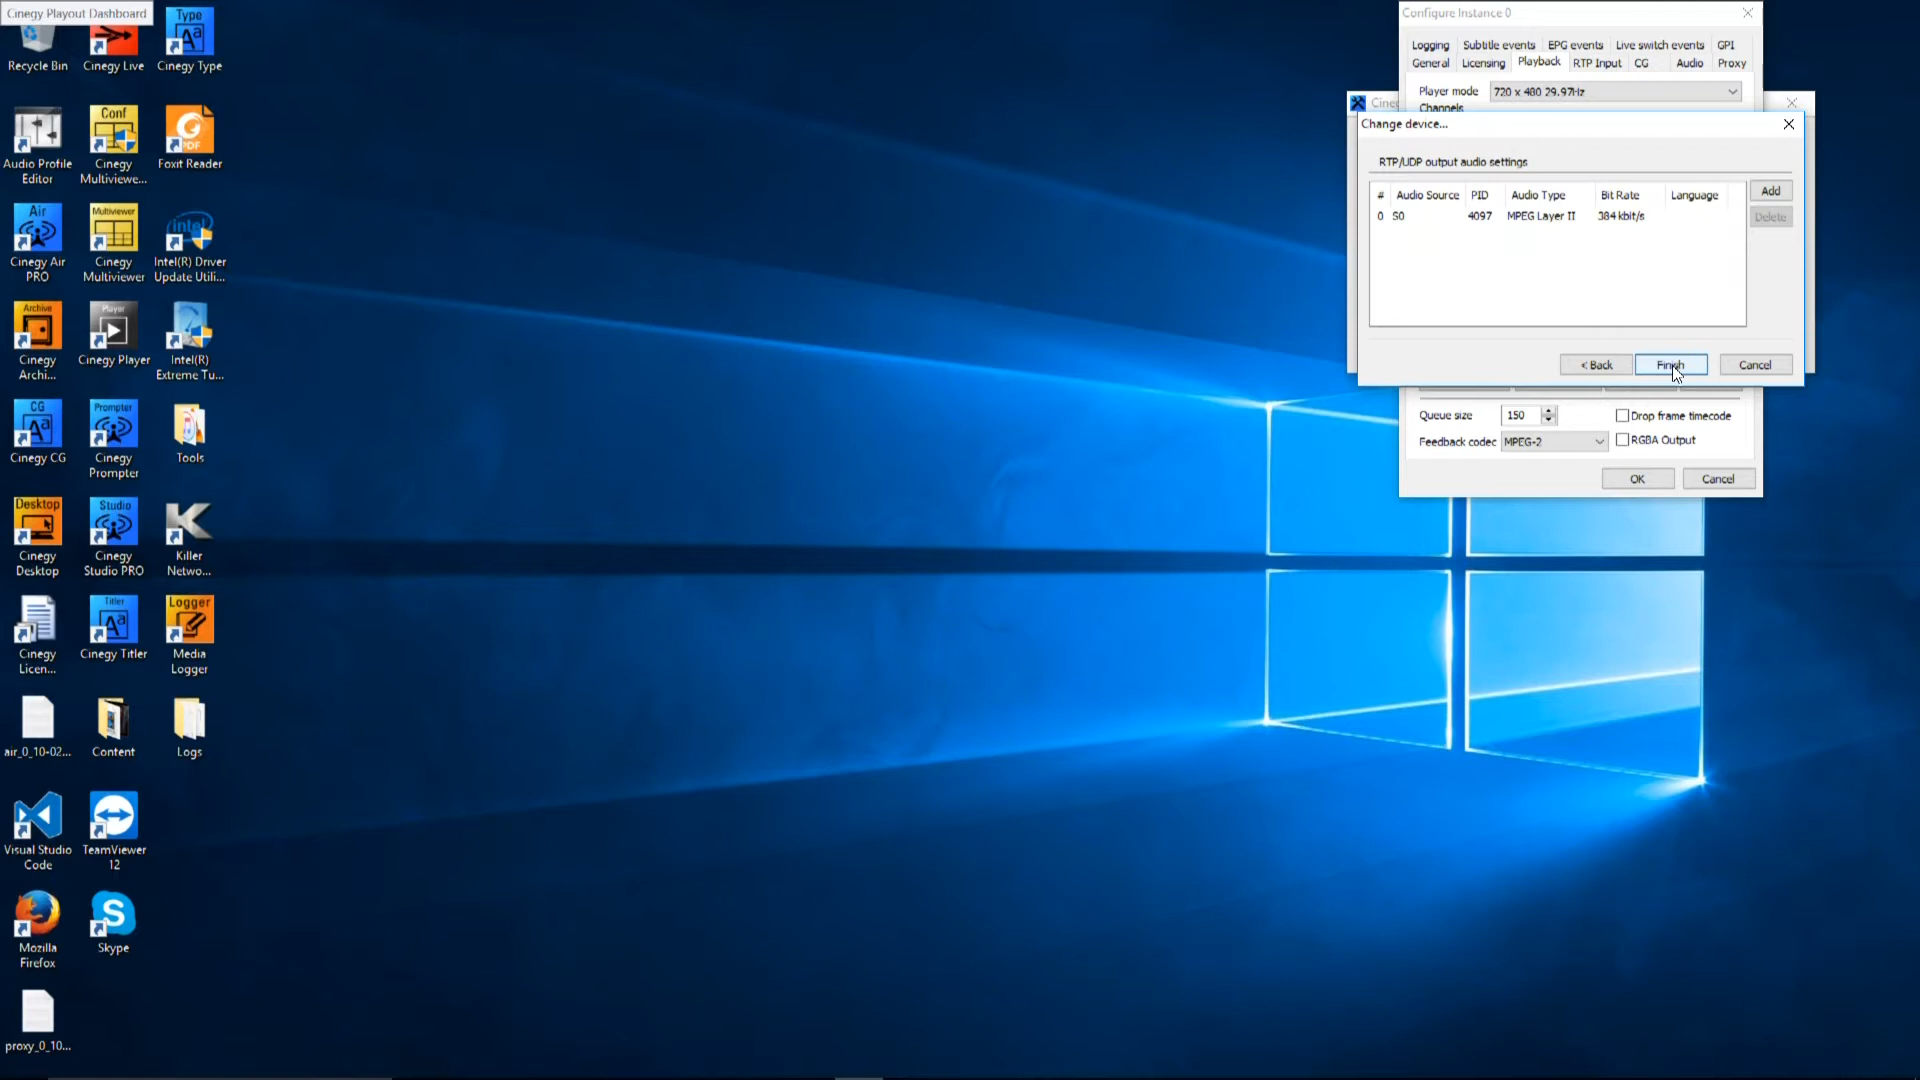 Cinegy Playout Dashboard
Recycle Bin
Cinegy Live
Type
Cinegy Type
Audio Profile
Editor
Conf
Cinegy
Multiviewe...
PDF
Foxit Reader
Air
Cinegy Air
PRO
Multiviewer
Cinegy
Multiviewer
intel
Intel(R) Driver
Update Utili...
Archive
Cinegy
Archi...
Player
Cinegy Player
Intel(R)
Extreme Tu...
CG
Aa
Cinegy CG
Prompter
Cinegy
Prompter
Tools
Desktop
Cinegy
Desktop
Studio
Cinegy
Studio PRO
Killer
Netwo...
Cinegy
Licen...
Titler
Aa
Cinegy Titler
Logger
Media
Logger
air_0_10-02...
Content
Logs
Visual Studio
Code
TeamViewer
12
Mozilla
Firefox
Skype
proxy_0_10...
Configure Instance 0
Logging Subtitle events EPG events Live switch events GPI
General Licensing Playback RTP Input CG Audio Proxy
Player mode 720 x 480 29.97Hz
Channels
Cineg
Change device...
RTP/UDP output audio settings
# Audio Source PID Audio Type Bit Rate Language
0 S0 4097 MPEG Layer II 384 kbit/s
Add
Delete
< Back Finish Cancel
Queue size 150 Drop frame timecode
Feedback codec MPEG-2 RGBA Output
OK Cancel